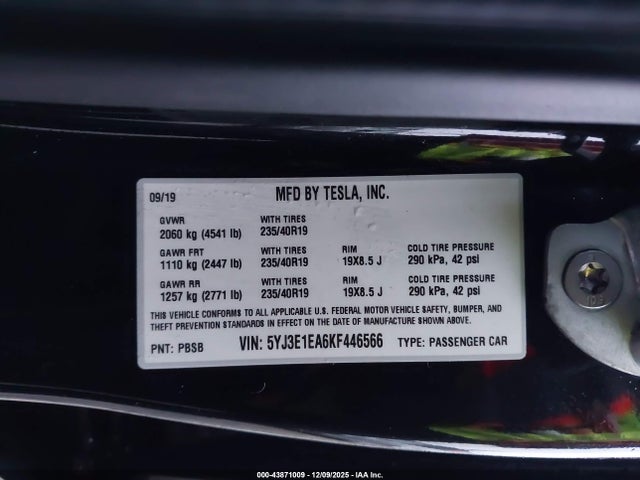 09/19 MFD BY TESLA, INC.
GVWR WITH TIRES
2060 kg (4541 lb) 235/40R19
GAWR FRT WITH TIRES RIM COLD TIRE PRESSURE
1110 kg (2447 lb) 235/40R19 19X8.5 J 290 kPa, 42 psi
GAWR RR WITH TIRES RIM COLD TIRE PRESSURE
1257 kg (2771 lb) 235/40R19 19X8.5 J 290 kPa, 42 psi
THIS VEHICLE CONFORMS TO ALL APPLICABLE U.S. FEDERAL MOTOR VEHICLE SAFETY, BUMPER, AND
THEFT PREVENTION STANDARDS IN EFFECT ON THE DATE OF MANUFACTURE SHOWN ABOVE.
PNT: PBSB VIN: 5YJ3E1EA6KF446566 TYPE: PASSENGER CAR
000-43871009 | 12/09/2025 - IAA Inc.